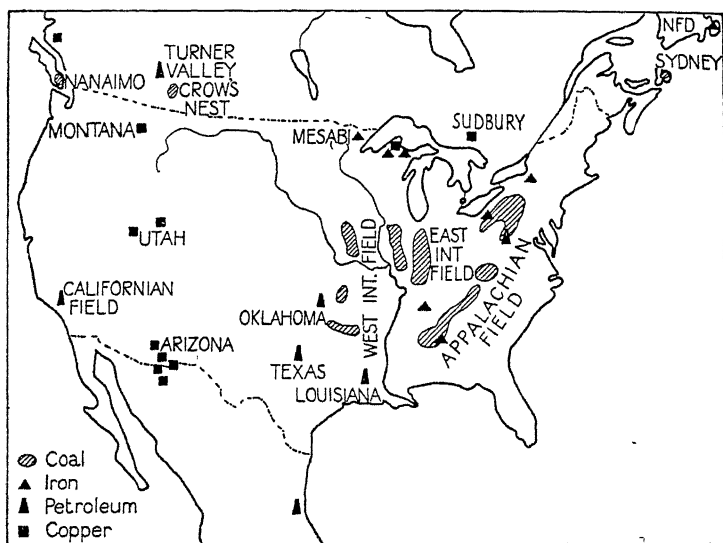 NFD
SYDNEY
TURNER
VALLEY
NANAIMO
CROWS
NEST
MONTANA
MESABI
SUDBURY
UTAH
WEST INT. FIELD
EAST
INT
FIELD
APPALACHIAN
FIELD
CALIFORNIAN
FIELD
OKLAHOMA
ARIZONA
TEXAS
LOUISIANA
Coal
Iron
Petroleum
Copper